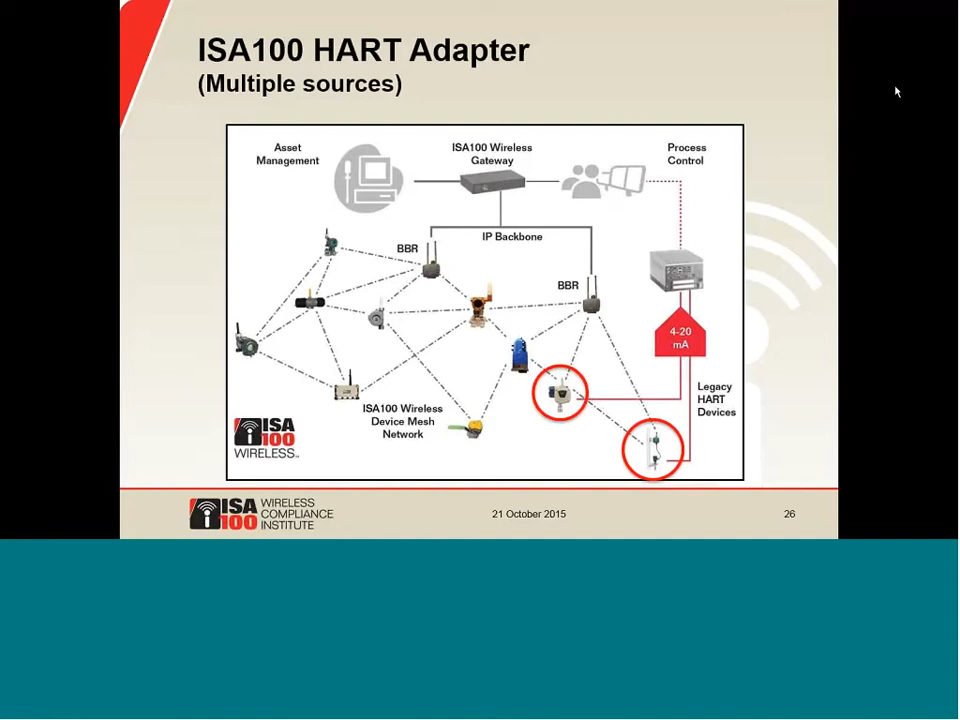 ISA100 HART Adapter
(Multiple sources)
Asset
Management
ISA100 Wireless
Gateway
Process
Control
IP Backbone
BBR
BBR
4-20
mA
Legacy
HART
Devices
ISA100 Wireless
Device Mesh
Network
ISA
100
WIRELESS™
ISA
100
WIRELESS
COMPLIANCE
INSTITUTE
21 October 2015
26